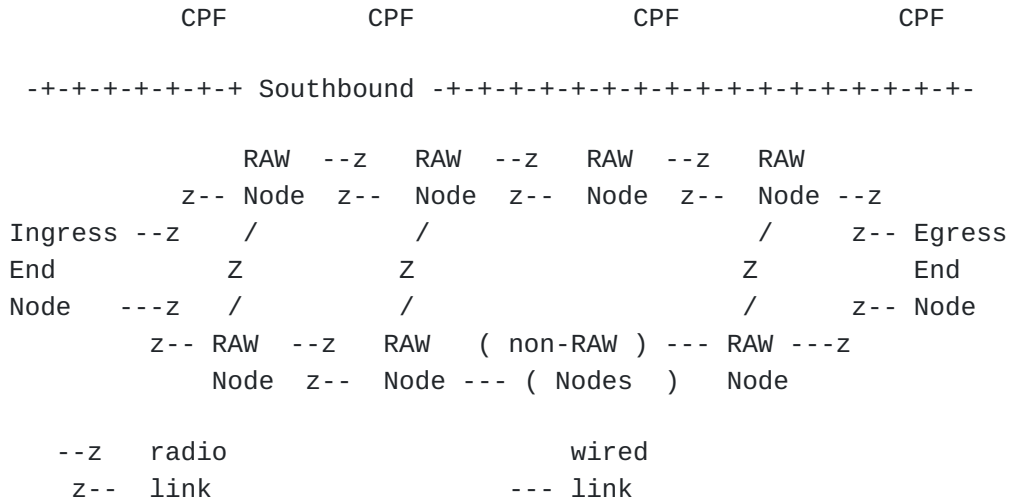 CPF         CPF             CPF             CPF
-+-+-+-+-+-+-+ Southbound -+-+-+-+-+-+-+-+-+-+-+-+-+-+-+-+-+-
RAW  --z   RAW  --z   RAW  --z   RAW
z-- Node  z--  Node  z--  Node  z--  Node --z
Ingress --z    /          /                     /     z-- Egress
End           Z          Z                     Z          End
Node   ---z   /          /                     /      z-- Node
z-- RAW  --z   RAW   ( non-RAW ) --- RAW ---z
Node  z--  Node --- ( Nodes  )   Node
--z   radio                      wired
z--  link                   --- link